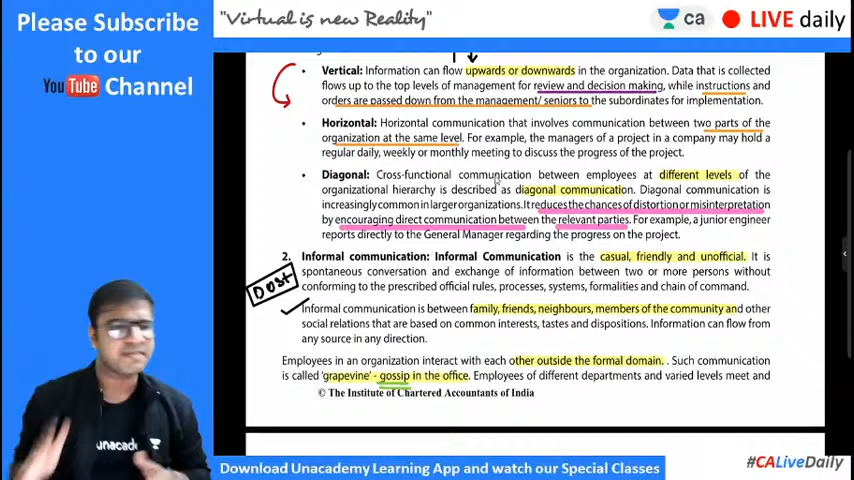 Please Subscribe
to our
YouTube Channel
"Virtual is new Reality"
ca
LIVE daily
• Vertical: Information can flow upwards or downwards in the organization. Data that is collected
flows up to the top levels of management for review and decision making, while instructions and
orders are passed down from the management/ seniors to the subordinates for implementation.
• Horizontal: Horizontal communication that involves communication between two parts of the
organization at the same level. For example, the managers of a project in a company may hold a
regular daily, weekly or monthly meeting to discuss the progress of the project.
• Diagonal: Cross-functional communication between employees at different levels of the
organizational hierarchy is described as diagonal communication. Diagonal communication is
increasingly common in larger organizations. It reduces the chances of distortion or misinterpretation
by encouraging direct communication between the relevant parties. For example, a junior engineer
reports directly to the General Manager regarding the progress on the project.
2. Informal communication: Informal Communication is the casual, friendly and unofficial. It is
spontaneous conversation and exchange of information between two or more persons without
conforming to the prescribed official rules, processes, systems, formalities and chain of command.
Dost
Informal communication is between family, friends, neighbours, members of the community and other
social relations that are based on common interests, tastes and dispositions. Information can flow from
any source in any direction.
Employees in an organization interact with each other outside the formal domain. . Such communication
is called 'grapevine' - gossip in the office. Employees of different departments and varied levels meet and
© The Institute of Chartered Accountants of India
unacade
Download Unacademy Learning App and watch our Special Classes
#CALiveDaily